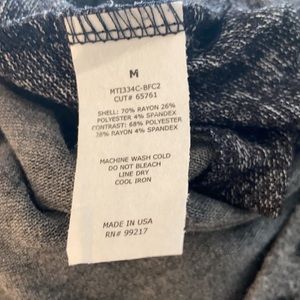 M
MTI334C-BFC2
CUT# 65761
SHELL: 70% RAYON 26%
POLYESTER 4% SPANDEX
CONTRAST: 68% POLYESTER
28% RAYON 4% SPANDEX
MACHINE WASH COLD
DO NOT BLEACH
LINE DRY
COOL IRON
MADE IN USA
RN# 99217